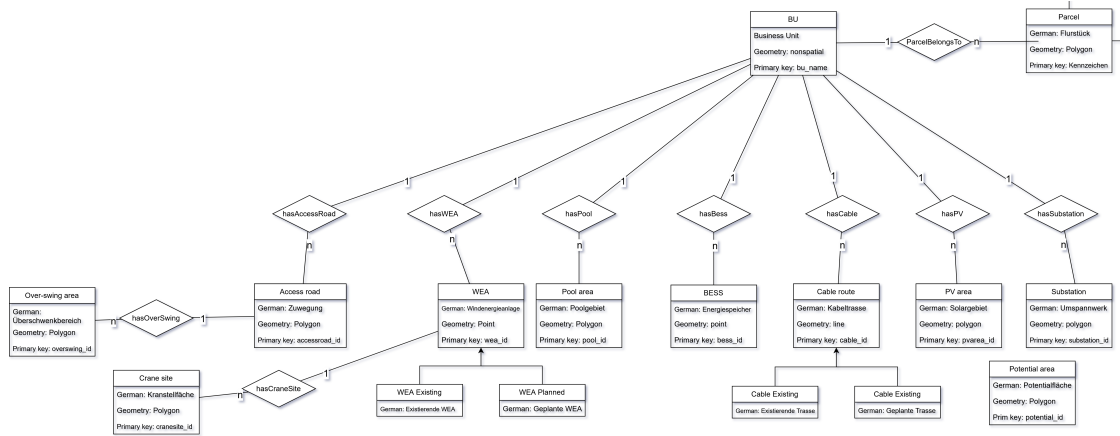 BU
Business Unit
Geometry: nonspatial
Primary key: bu_name
1
ParcelBelongsTo
n
Parcel
German: Flurstück
Geometry: Polygon
Primary key: Kennzeichen
1
1
1
1
1
1
1
hasAccessRoad
hasWEA
hasPool
hasBess
hasCable
hasPV
hasSubstation
n
n
n
n
n
n
n
Over-swing area
German:
Überschwenkbereich
Geometry: Polygon
Primary key: overswing_id
n
hasOverSwing
1
Access road
German: Zuwegung
Geometry: Polygon
Primary key: accessroad_id
WEA
German: Windenergieanlage
Geometry: Point
Primary key: wea_id
Pool area
German: Poolgebiet
Geometry: Polygon
Primary key: pool_id
BESS
German: Energiespeicher
Geometry: point
Primary key: bess_id
Cable route
German: Kabeltrasse
Geometry: line
Primary key: cable_id
PV area
German: Solargebiet
Geometry: polygon
Primary key: pvarea_id
Substation
German: Umspannwerk
Geometry: polygon
Primary key: substation_id
Crane site
German: Kranstellfläche
Geometry: Polygon
Primary key: cranesite_id
n
hasCraneSite
1
WEA Existing
German: Existierende WEA
WEA Planned
German: Geplante WEA
Cable Existing
German: Existierende Trasse
Cable Existing
German: Geplante Trasse
Potential area
German: Potentialfläche
Geometry: Polygon
Prim key: potential_id